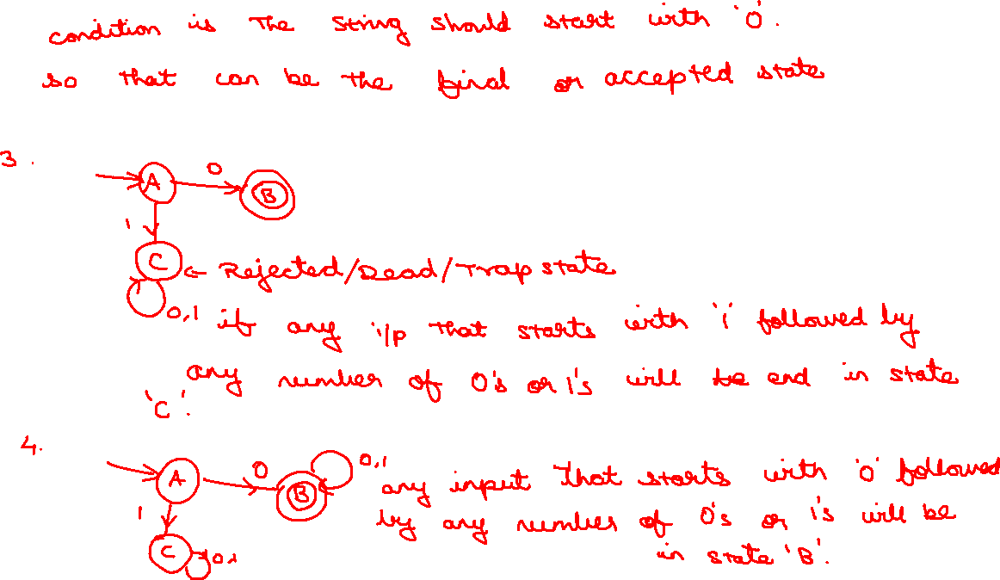 condition is The string should start with '0'.
so that can be the final or accepted state
3.
0
A
B
1
C ← Rejected/Dead/Trap state
0,1 if any i/p that starts with '1' followed by
any number of 0's or 1's will be end in state
'C'.
4.
A 0 B 0,1 any input that starts with '0' followed
1 by any number of 0's or 1's will be
C 0,1 in state 'B'.